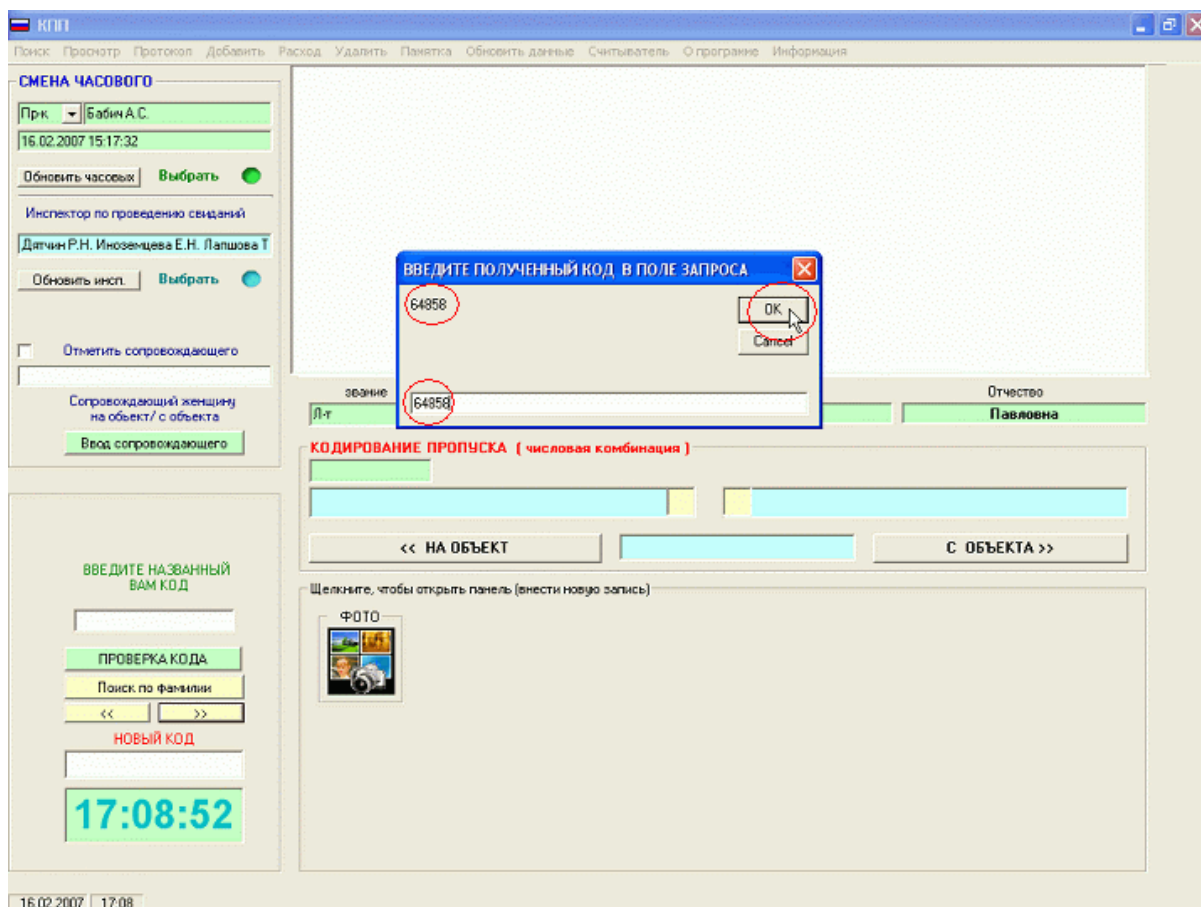 КПП
Поиск Просмотр Протокол Добавить Расход Удалить Памятка Обновить данные Считыватель О программе Информация
СМЕНА ЧАСОВОГО
Пр-к Бабич А.С.
16.02.2007 15:17:32
Обновить часовых Выбрать
Инспектор по проведению свиданий
Дятчин Р.Н. Иноземцева Е.Н. Лапшова Т
Обновить инсп. Выбрать
Отметить сопровождающего
Сопровождающий женщину
на объект/ с объекта
Ввод сопровождающего
ВВЕДИТЕ ПОЛУЧЕННЫЙ КОД В ПОЛЕ ЗАПРОСА
64858
OK
Cancel
64858
звание Отчество
Л-т Павловна
КОДИРОВАНИЕ ПРОПУСКА ( числовая комбинация )
<< НА ОБЪЕКТ С ОБЪЕКТА >>
Щелкните, чтобы открыть панель (внести новую запись)
ФОТО
ВВЕДИТЕ НАЗВАННЫЙ
ВАМ КОД
ПРОВЕРКА КОДА
Поиск по фамилии
<< >>
НОВЫЙ КОД
17:08:52
16.02.2007 17:08